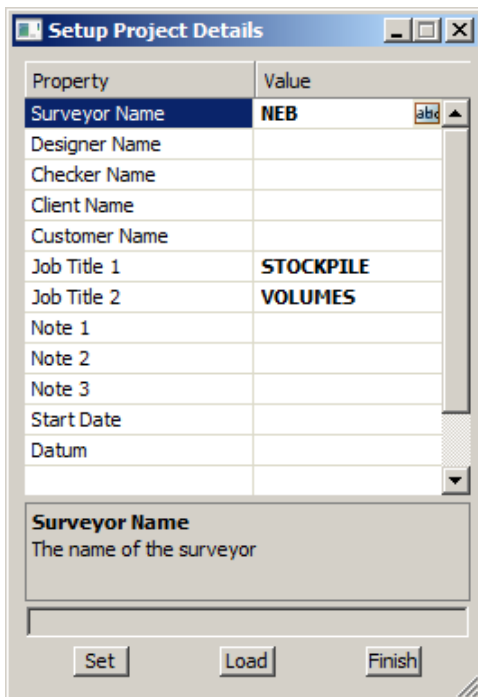 Setup Project Details
Property Value
Surveyor Name NEB abc
Designer Name
Checker Name
Client Name
Customer Name
Job Title 1 STOCKPILE
Job Title 2 VOLUMES
Note 1
Note 2
Note 3
Start Date
Datum
Surveyor Name
The name of the surveyor
Set Load Finish